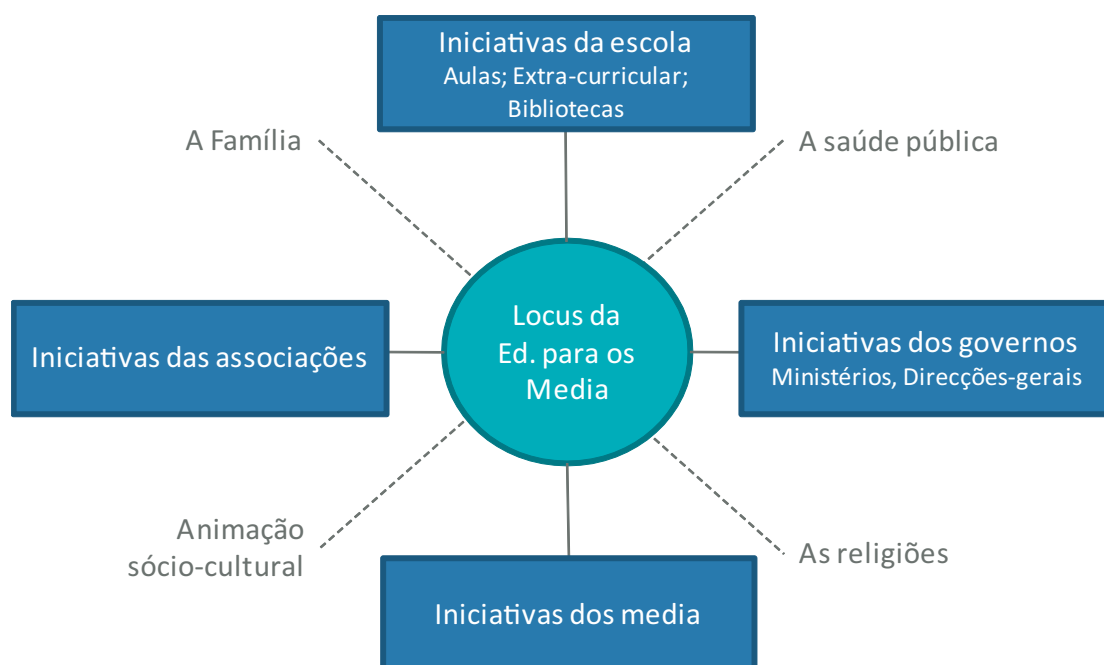 Iniciativas da escola
Aulas; Extra-curricular;
Bibliotecas
A Família
A saúde pública
Locus da
Ed. para os
Media
Iniciativas das associações
Iniciativas dos governos
Ministérios, Direcções-gerais
Animação
sócio-cultural
As religiões
Iniciativas dos media